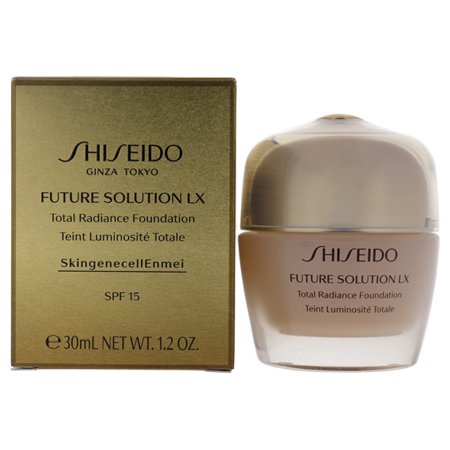 SHISEIDO
GINZA TOKYO
FUTURE SOLUTION LX
Total Radiance Foundation
Teint Luminosité Totale
SkingenecellEnmei
SPF 15
℮30mL NET WT. 1.2 OZ.
SHISEIDO
FUTURE SOLUTION LX
Total Radiance Foundation
Teint Luminosité Totale